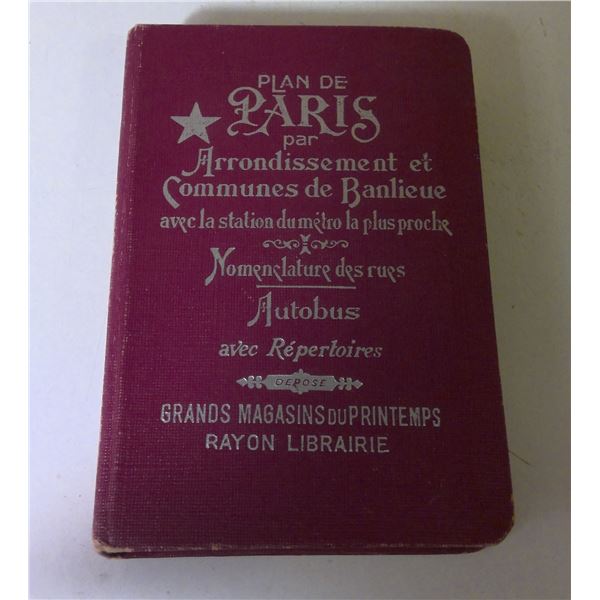 PLAN DE
PARIS
par
Arrondissement et
Communes de Banlieue
avec la station du métro la plus proche
Nomenclature des rues
Autobus
avec Répertoires
DEPOSE
GRANDS MAGASINS DU PRINTEMPS
RAYON LIBRAIRIE